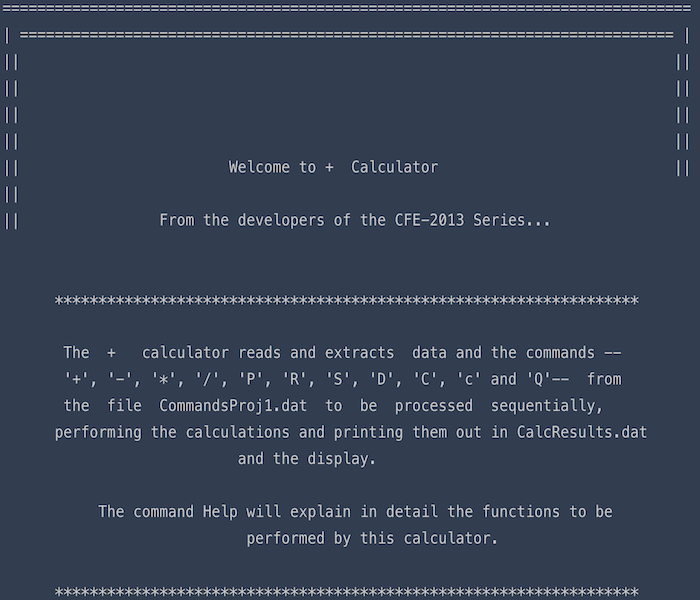 ===============================================================================
| =========================================================================== |
|| ||
|| ||
|| ||
|| ||
|| Welcome to +  Calculator ||
||
|| From the developers of the CFE-2013 Series...
*******************************************************************
The  +   calculator reads and extracts  data and the commands --
'+', '-', '*', '/', 'P', 'R', 'S', 'D', 'C', 'c' and 'Q'--  from
the  file  CommandsProj1.dat  to  be  processed  sequentially,
performing the calculations and printing them out in CalcResults.dat
and the display.
The command Help will explain in detail the functions to be
performed by this calculator.
*******************************************************************